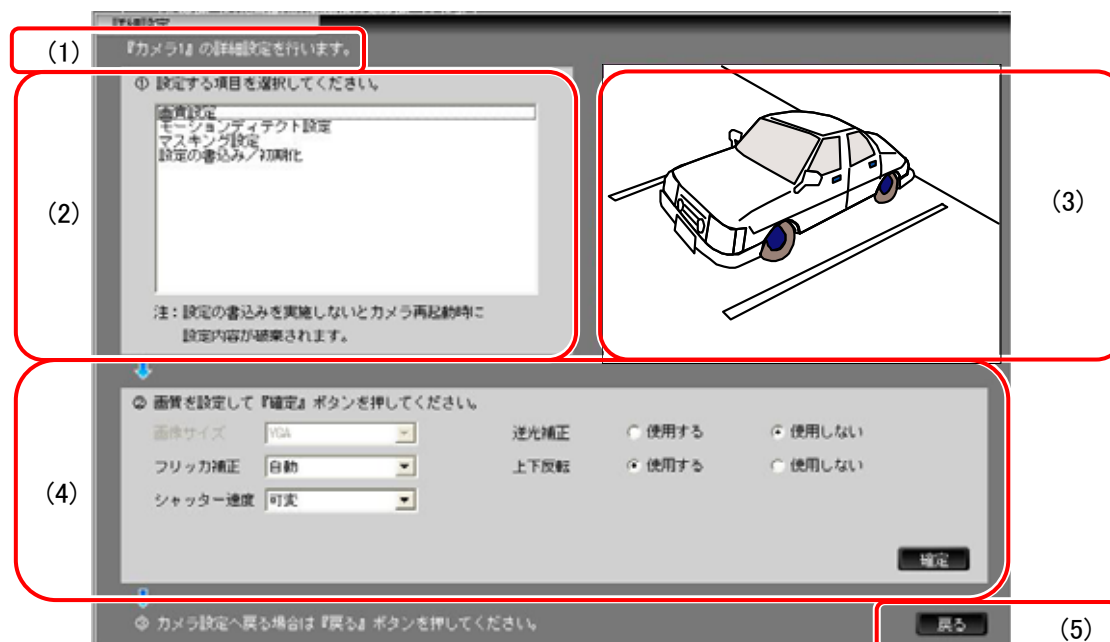 詳細設定
(1)
『カメラ1』の詳細設定を行います。
① 設定する項目を選択してください。
画質設定
モーションディテクト設定
マスキング設定
設定の書込み／初期化
(2)
(3)
注：設定の書込みを実施しないとカメラ再起動時に
設定内容が破棄されます。
② 画質を設定して『確定』ボタンを押してください。
画像サイズ VGA 逆光補正 使用する 使用しない
フリッカ補正 自動 上下反転 使用する 使用しない
(4)
シャッター速度 可変
確定
③ カメラ設定へ戻る場合は『戻る』ボタンを押してください。 戻る
(5)